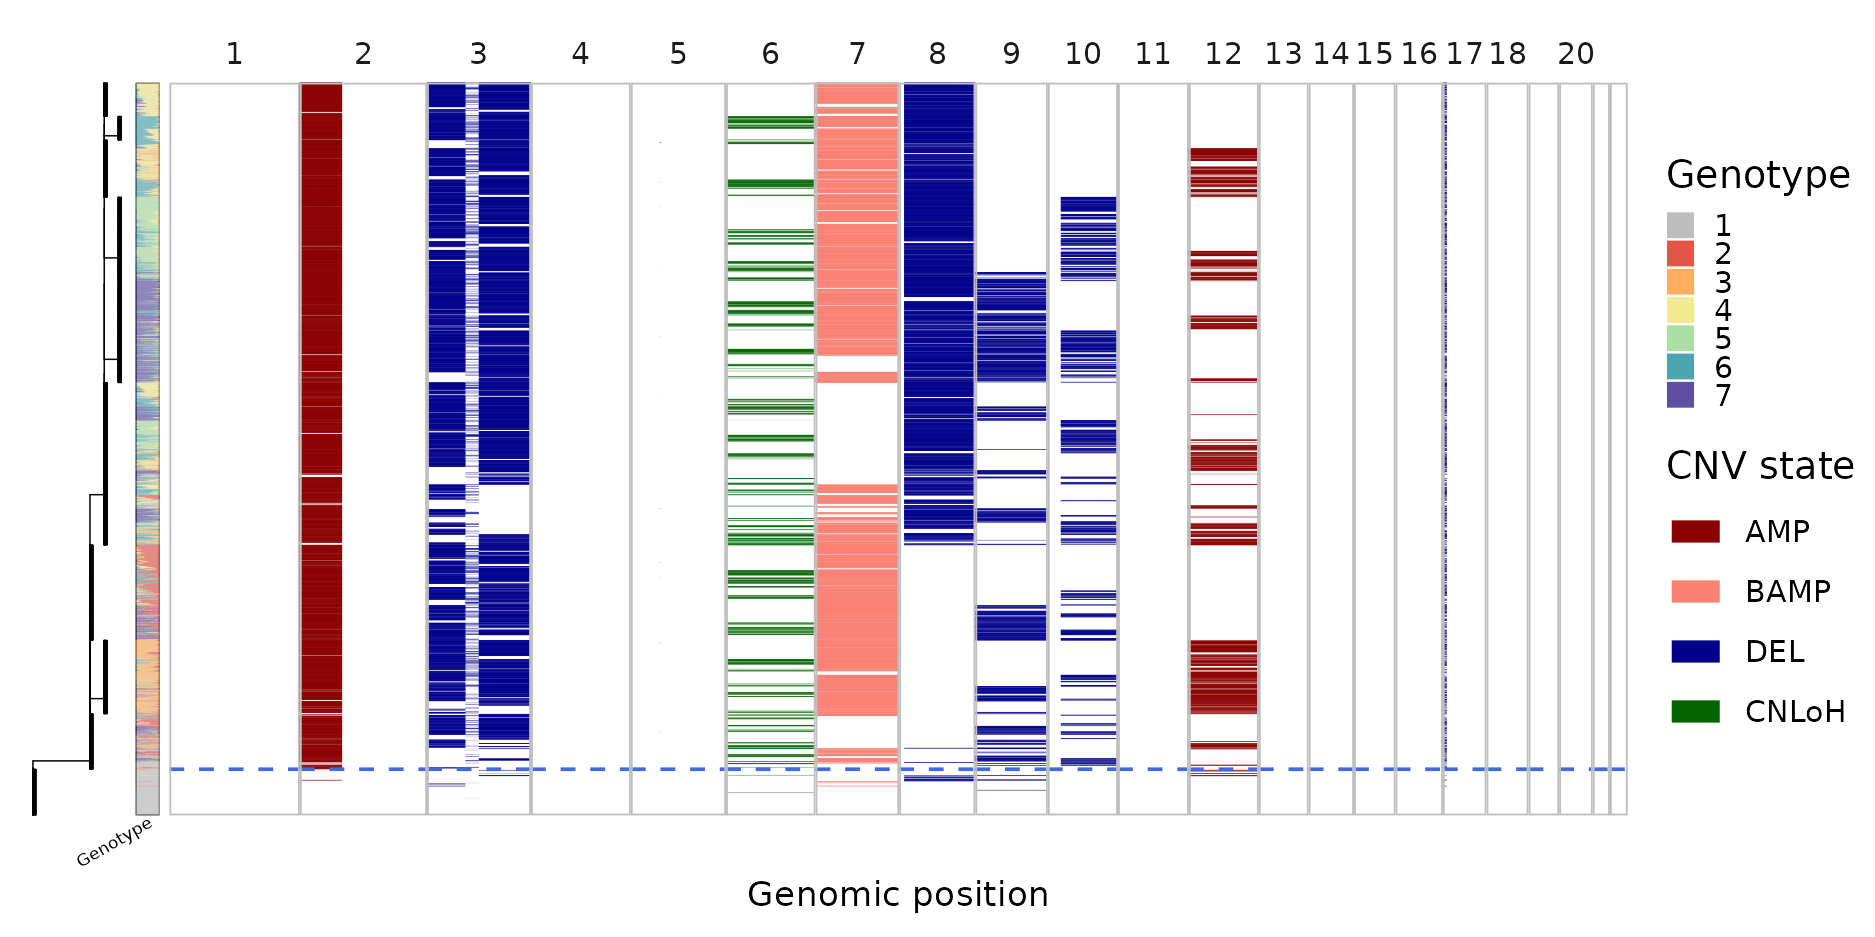 1 2 3 4 5 6 7 8 9 10 11 12 13 14 15 16 17 18 20
Genotype
1
2
3
4
5
6
7
CNV state
AMP
BAMP
DEL
CNLoH
Genotype
Genomic position